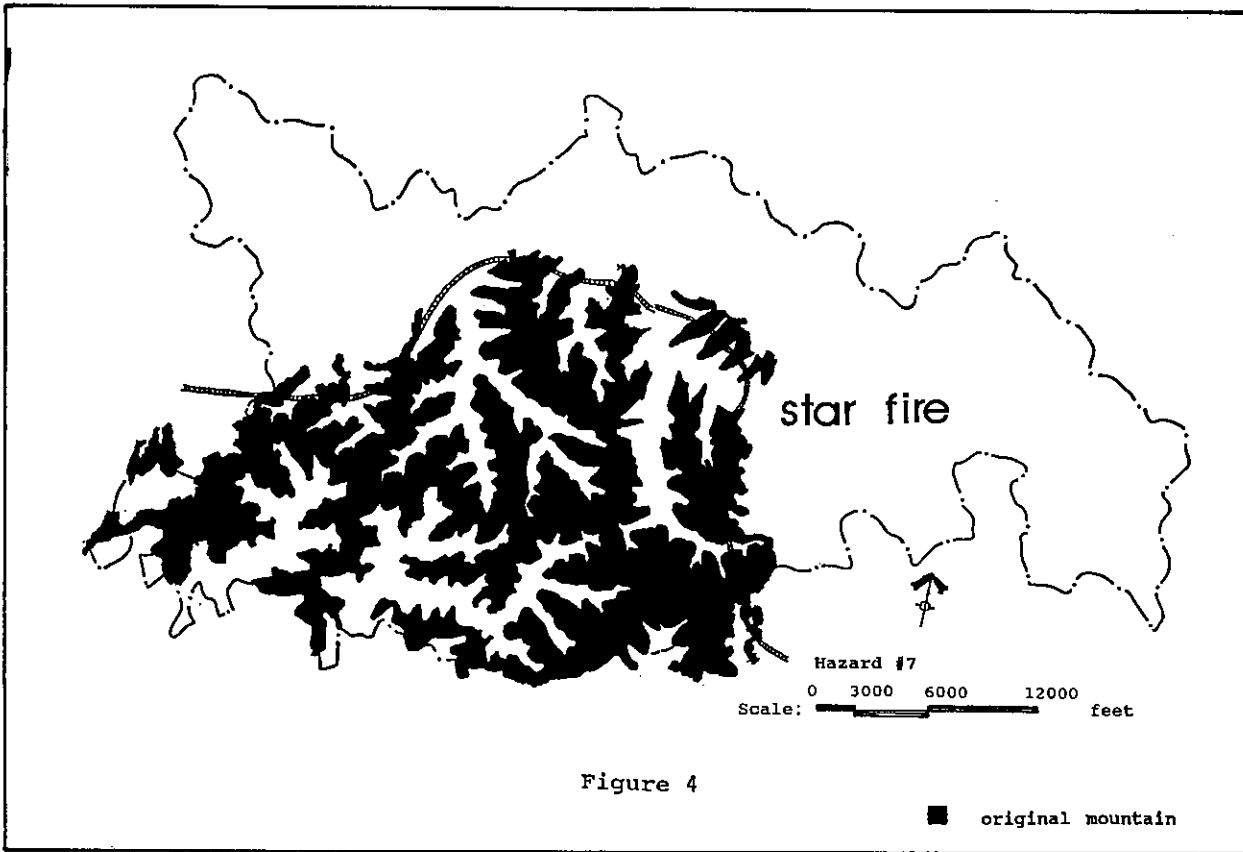 star fire
Hazard #7
0 3000 6000 12000
Scale: feet
Figure 4
original mountain